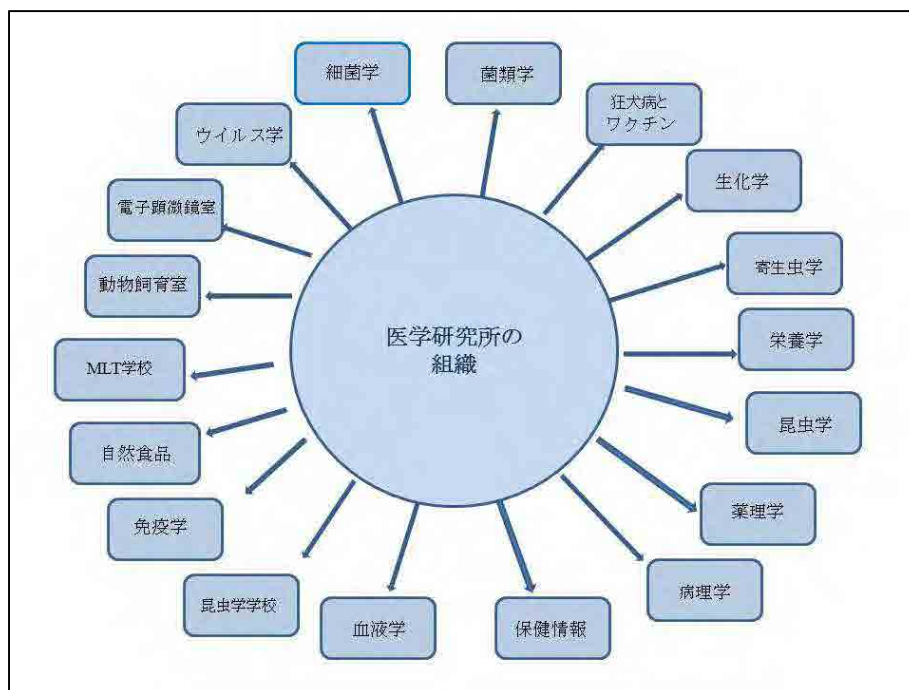 細菌学
菌類学
狂犬病と
ワクチン
生化学
寄生虫学
栄養学
昆虫学
薬理学
病理学
保健情報
血液学
昆虫学学校
免疫学
自然食品
MLT学校
動物飼育室
電子顕微鏡室
ウイルス学
医学研究所の
組織